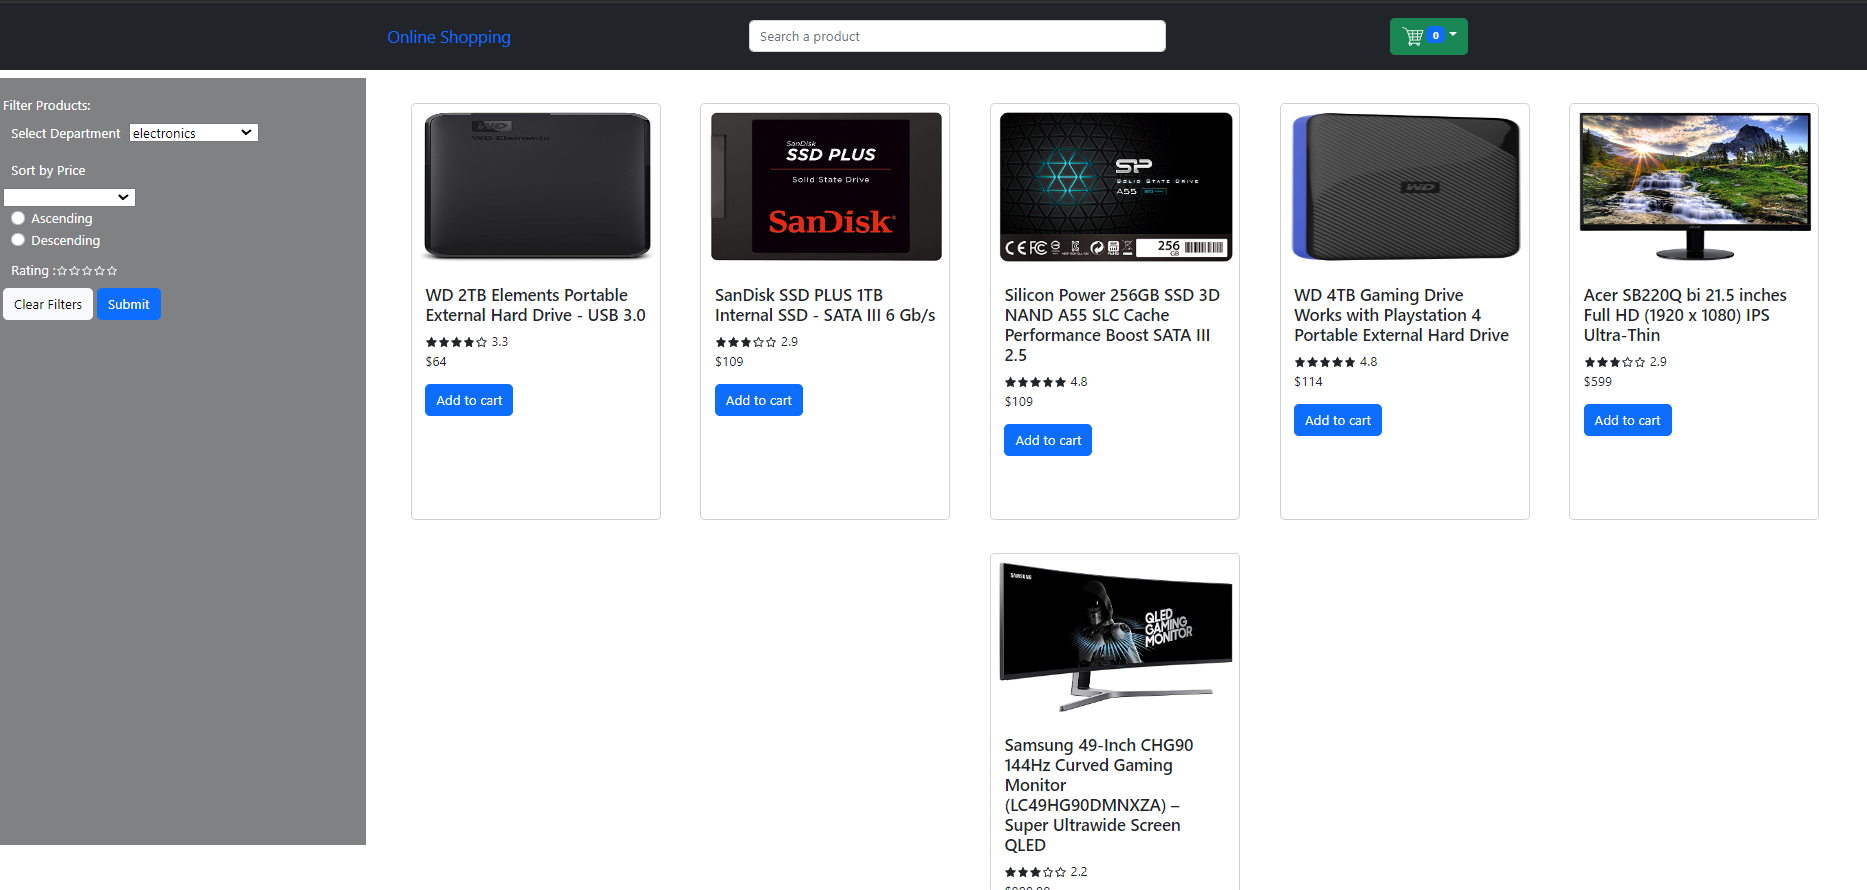 Online Shopping
Search a product
0
Filter Products:
Select Department electronics
Sort by Price
Ascending
Descending
Rating :☆☆☆☆☆
Clear Filters Submit
WD
WD Elements
WD 2TB Elements Portable
External Hard Drive - USB 3.0
★★★★☆ 3.3
$64
Add to cart
SanDisk
SSD PLUS
Solid State Drive
SanDisk
SanDisk SSD PLUS 1TB
Internal SSD - SATA III 6 Gb/s
★★★☆☆ 2.9
$109
Add to cart
SP
SOLID STATE DRIVE
A55
256
GB
Silicon Power 256GB SSD 3D
NAND A55 SLC Cache
Performance Boost SATA III
2.5
★★★★★ 4.8
$109
Add to cart
WD
WD 4TB Gaming Drive
Works with Playstation 4
Portable External Hard Drive
★★★★★ 4.8
$114
Add to cart
Acer SB220Q bi 21.5 inches
Full HD (1920 x 1080) IPS
Ultra-Thin
★★★☆☆ 2.9
$599
Add to cart
SAMSUNG
QLED
GAMING
MONITOR
Samsung 49-Inch CHG90
144Hz Curved Gaming
Monitor
(LC49HG90DMNXZA) –
Super Ultrawide Screen
QLED
★★★☆☆ 2.2